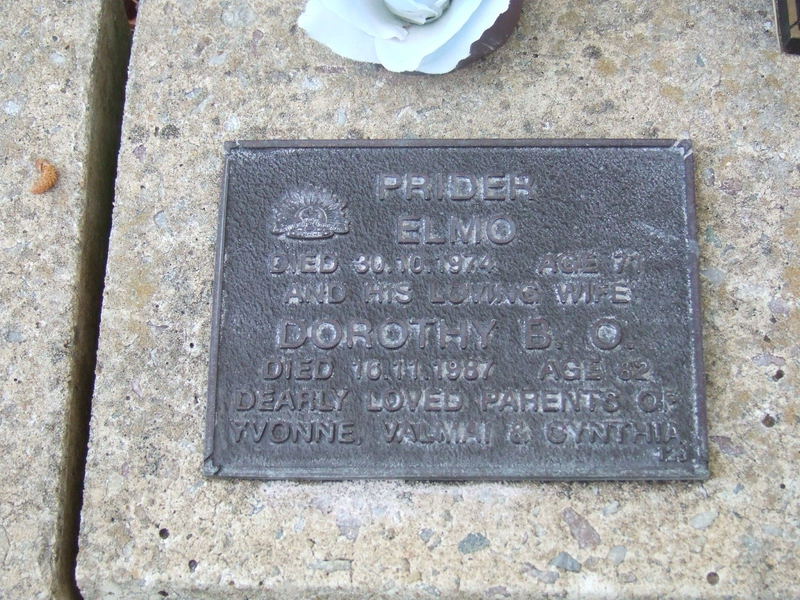 PRIDER
ELMO
DIED 30.10.1974 AGE 71
AND HIS LOVING WIFE
DOROTHY B. O.
DIED 16.11.1987 AGE 82
DEARLY LOVED PARENTS OF
YVONNE, VALMAI & CYNTHIA